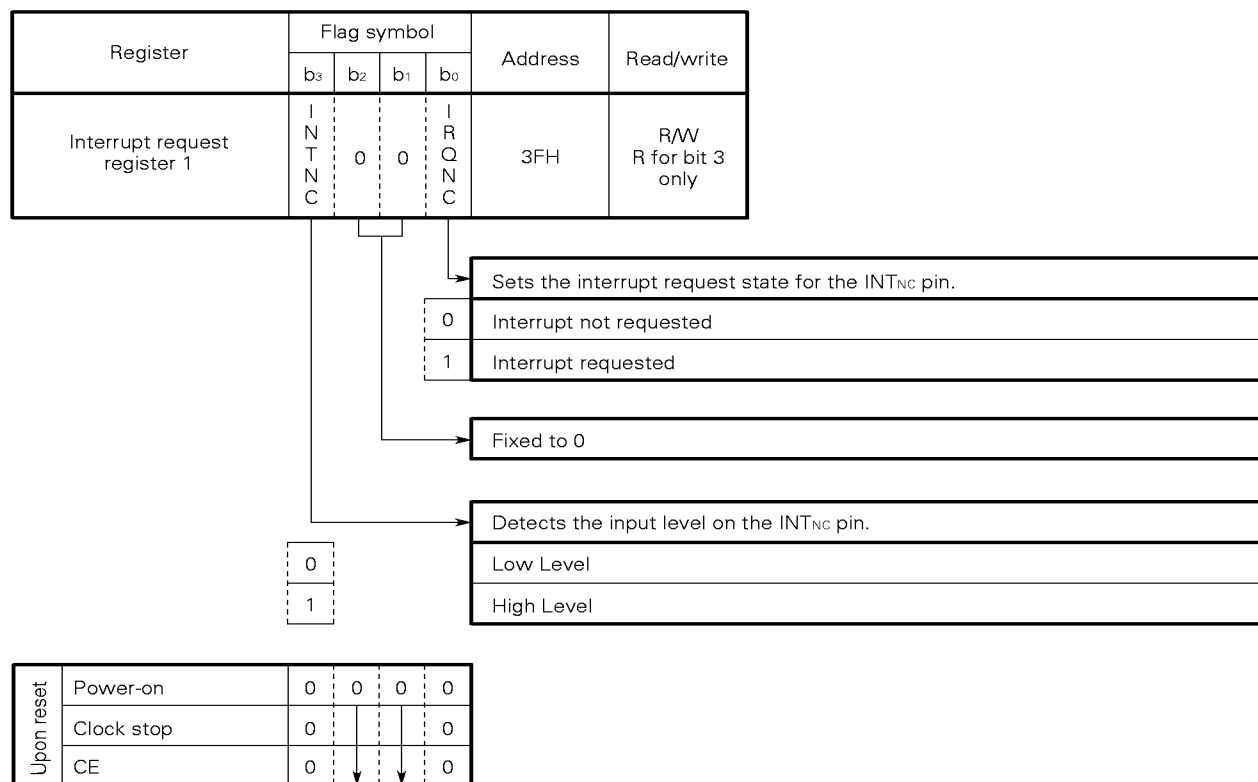 Register
Flag symbol
Address
Read/write
b3 b2 b1 b0
Interrupt request
register 1
INTNC
0
0
IRQNC
3FH
R/W
R for bit 3
only
Sets the interrupt request state for the INTNC pin.
0 Interrupt not requested
1 Interrupt requested
Fixed to 0
Detects the input level on the INTNC pin.
0 Low Level
1 High Level
Upon reset
Power-on 0 0 0 0
Clock stop 0 0
CE 0 0